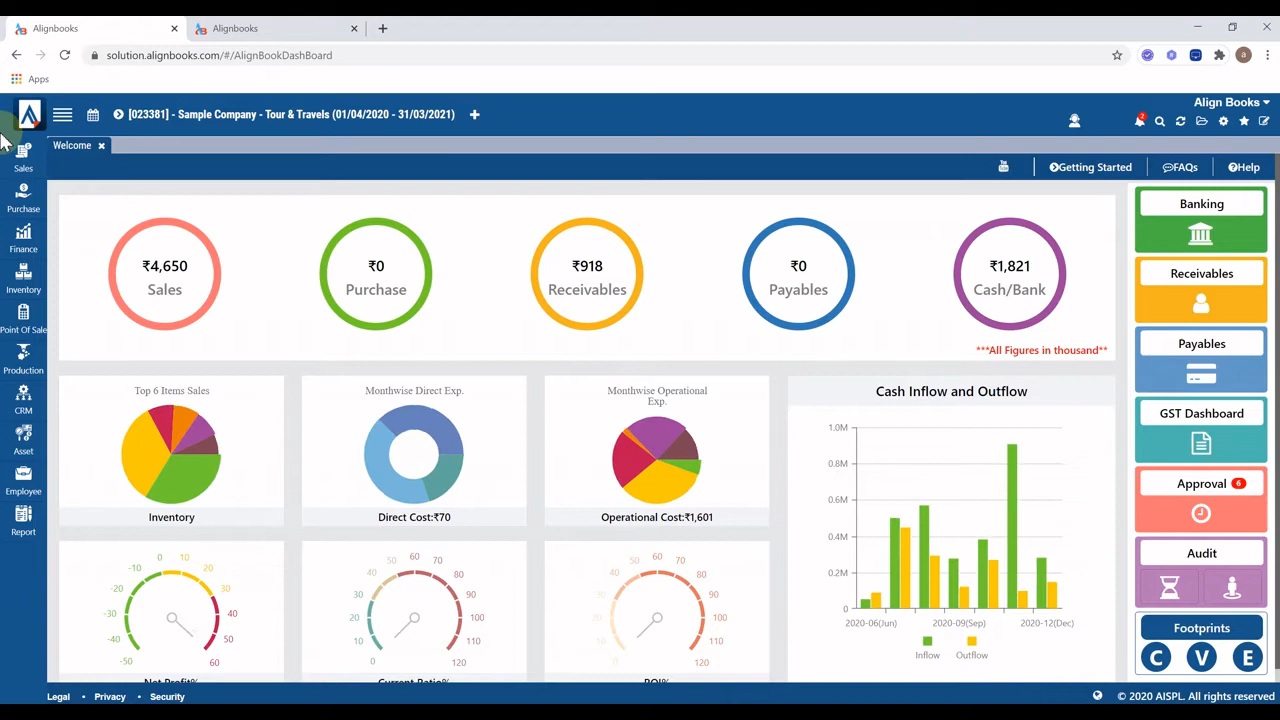 Alignbooks
Alignbooks
solution.alignbooks.com/#/AlignBookDashBoard
a
Apps
[023381] - Sample Company - Tour & Travels (01/04/2020 - 31/03/2021)
Align Books
2
Welcome
Getting Started
FAQs
Help
Sales
Purchase
Finance
Inventory
Point Of Sale
Production
CRM
Asset
Employee
Report
₹4,650
Sales
₹0
Purchase
₹918
Receivables
₹0
Payables
₹1,821
Cash/Bank
***All Figures in thousand**
Top 6 Items Sales
Inventory
Monthwise Direct Exp.
Direct Cost:₹70
Monthwise Operational
Exp.
Operational Cost:₹1,601
Cash Inflow and Outflow
1.0M
0.8M
0.6M
0.4M
0.2M
0
2020-06(Jun)
2020-09(Sep)
2020-12(Dec)
Inflow
Outflow
-50
-40
-30
-20
-10
0
10
20
30
40
50
60
Net Profit%
0
10
20
30
40
50
60
70
80
90
100
110
120
Current Ratio%
0
10
20
30
40
50
60
70
80
90
100
110
120
ROI%
Banking
Receivables
Payables
GST Dashboard
Approval
6
Audit
Footprints
C
V
E
Legal • Privacy • Security
© 2020 AISPL. All rights reserved